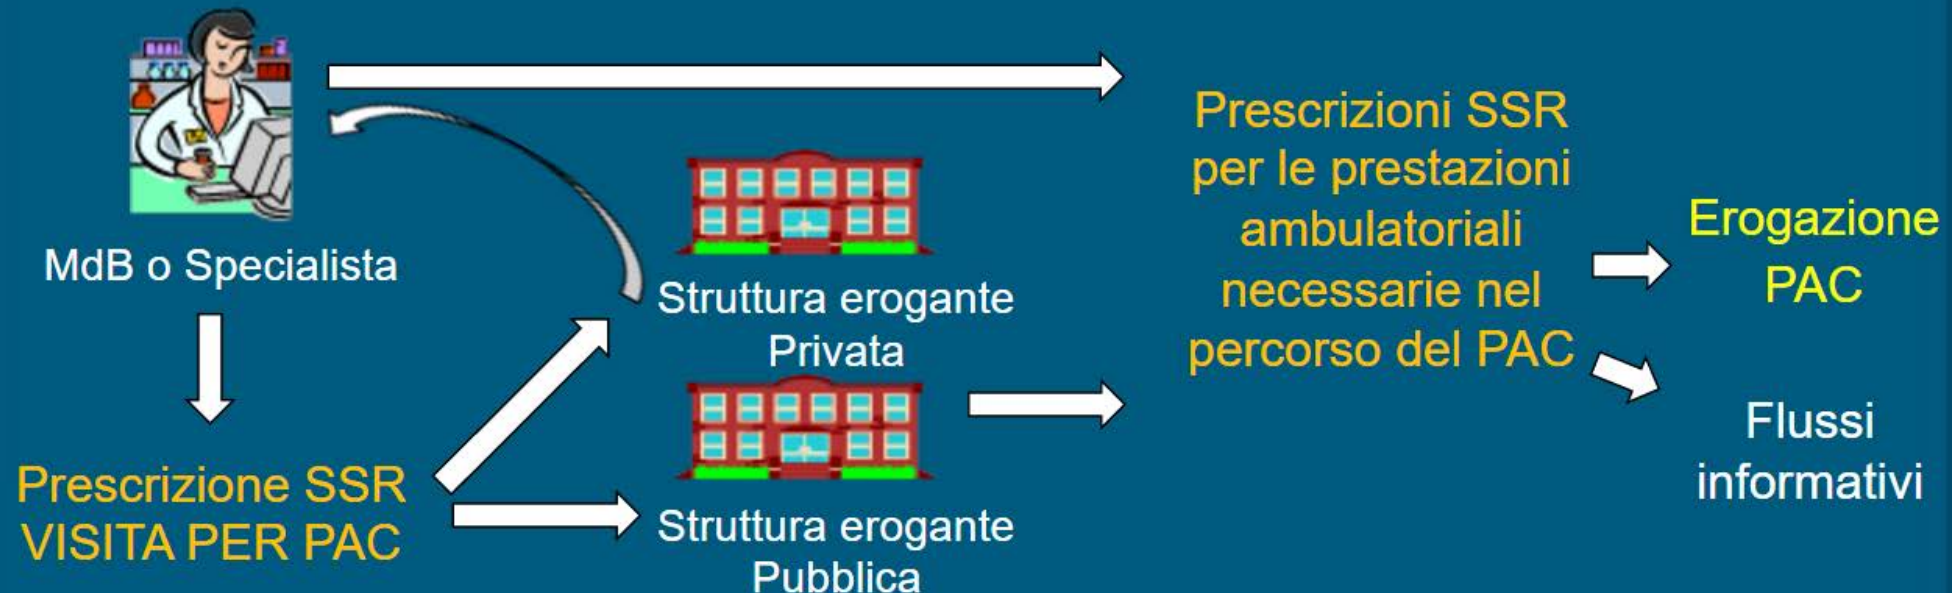 MdB o Specialista
Prescrizione SSR
VISITA PER PAC
Struttura erogante
Privata
Struttura erogante
Pubblica
Prescrizioni SSR
per le prestazioni
ambulatoriali
necessarie nel
percorso del PAC
Erogazione
PAC
Flussi
informativi